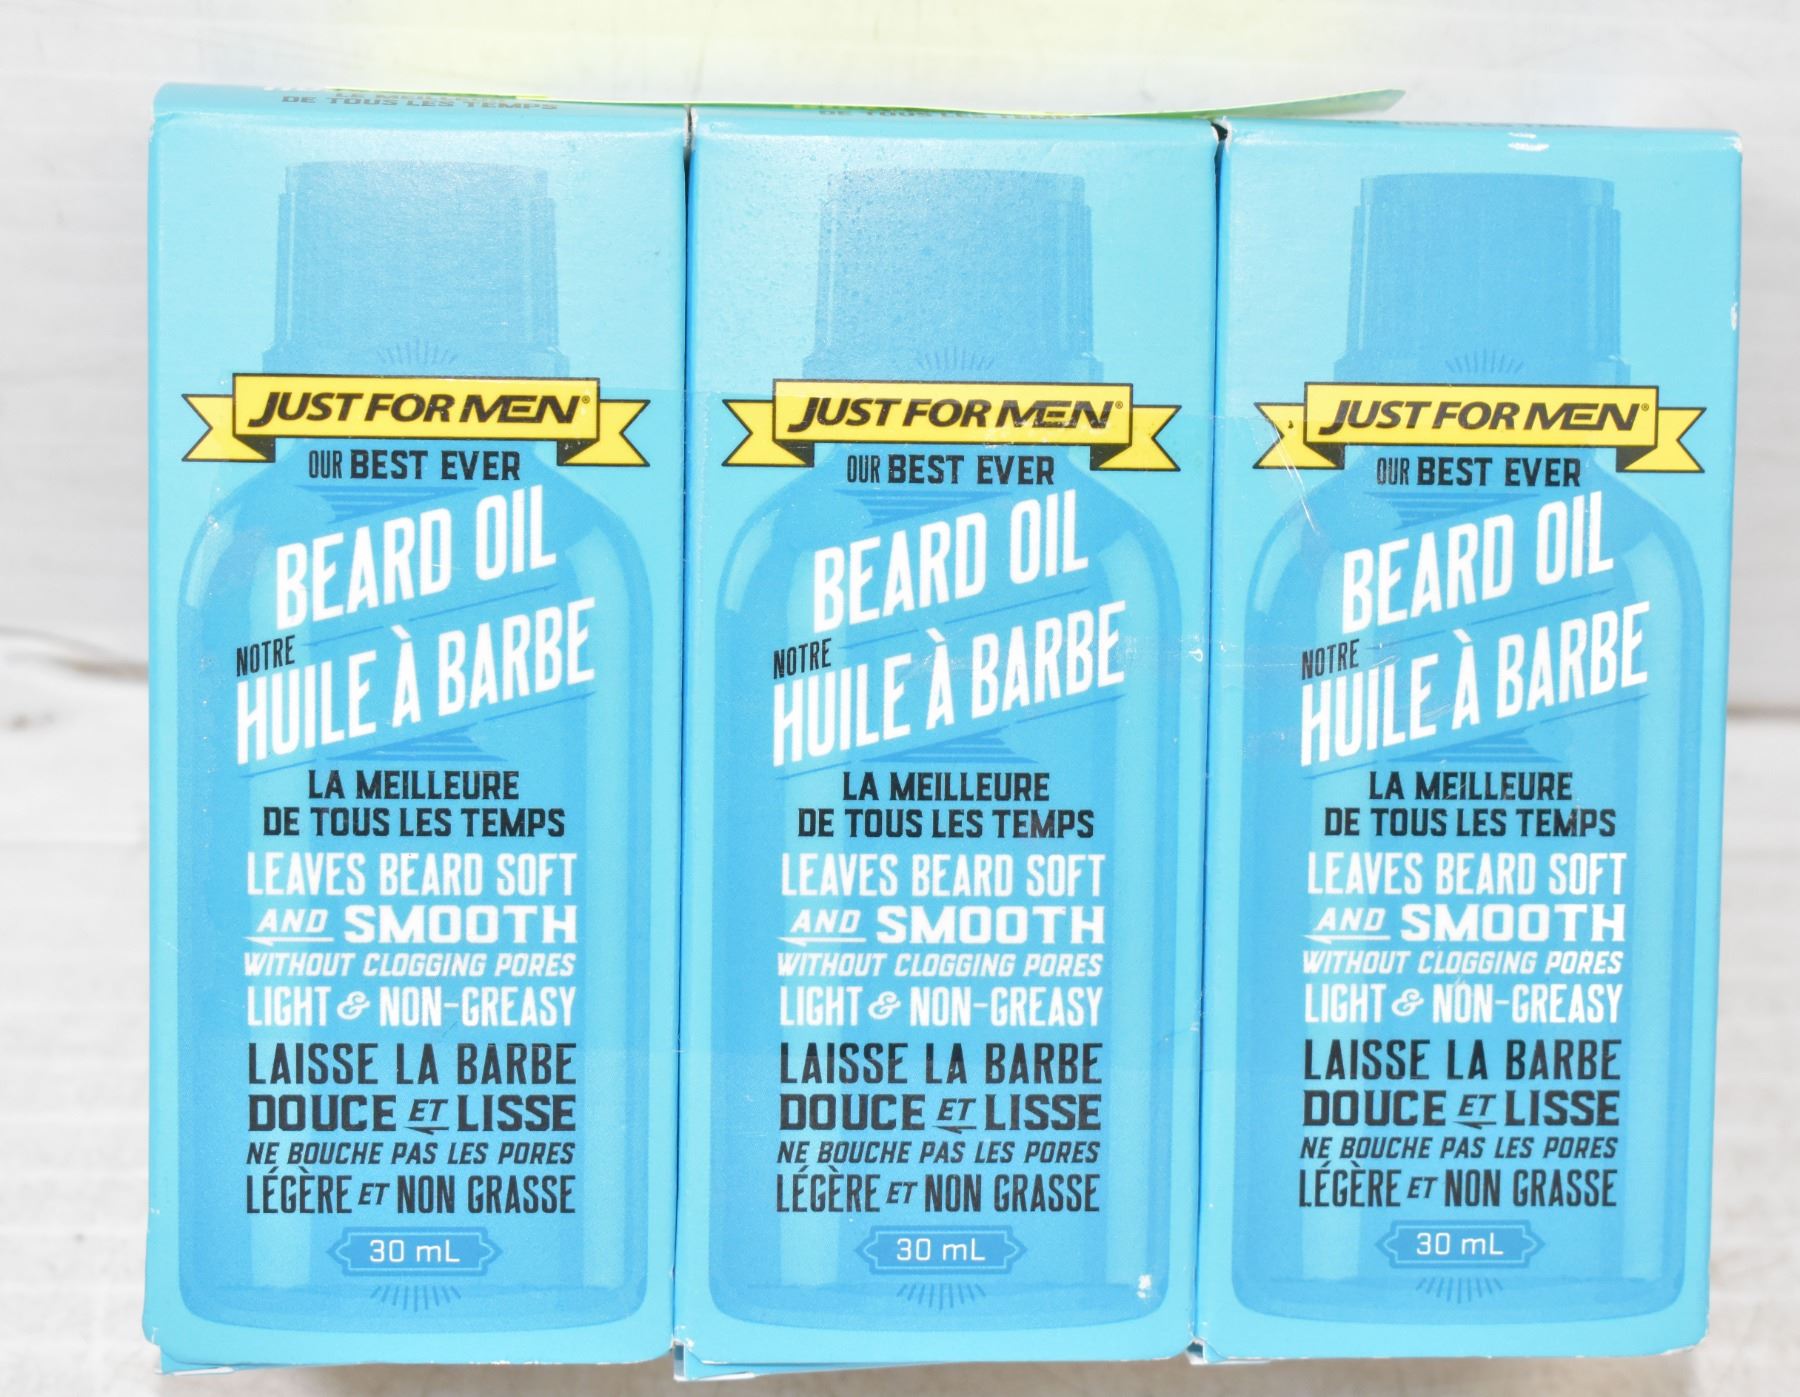 DE TOUS LES TEMPS
JUST FOR MEN®
OUR BEST EVER
BEARD OIL
NOTRE
HUILE À BARBE
LA MEILLEURE
DE TOUS LES TEMPS
LEAVES BEARD SOFT
AND SMOOTH
WITHOUT CLOGGING PORES
LIGHT & NON-GREASY
LAISSE LA BARBE
DOUCE ET LISSE
NE BOUCHE PAS LES PORES
LÉGÈRE ET NON GRASSE
30 mL
JUST FOR MEN®
OUR BEST EVER
BEARD OIL
NOTRE
HUILE À BARBE
LA MEILLEURE
DE TOUS LES TEMPS
LEAVES BEARD SOFT
AND SMOOTH
WITHOUT CLOGGING PORES
LIGHT & NON-GREASY
LAISSE LA BARBE
DOUCE ET LISSE
NE BOUCHE PAS LES PORES
LÉGÈRE ET NON GRASSE
30 mL
JUST FOR MEN®
OUR BEST EVER
BEARD OIL
NOTRE
HUILE À BARBE
LA MEILLEURE
DE TOUS LES TEMPS
LEAVES BEARD SOFT
AND SMOOTH
WITHOUT CLOGGING PORES
LIGHT & NON-GREASY
LAISSE LA BARBE
DOUCE ET LISSE
NE BOUCHE PAS LES PORES
LÉGÈRE ET NON GRASSE
30 mL